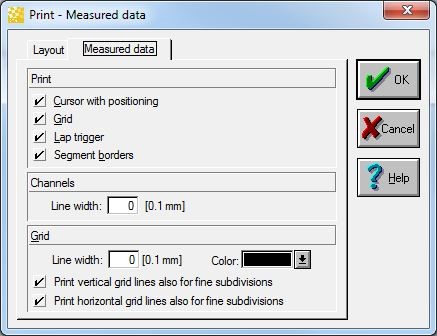 Print - Measured data
Layout
Measured data
Print
Cursor with positioning
Grid
Lap trigger
Segment borders
Channels
Line width: 0 [0.1 mm]
Grid
Line width: 0 [0.1 mm] Color:
Print vertical grid lines also for fine subdivisions
Print horizontal grid lines also for fine subdivisions
OK
Cancel
Help